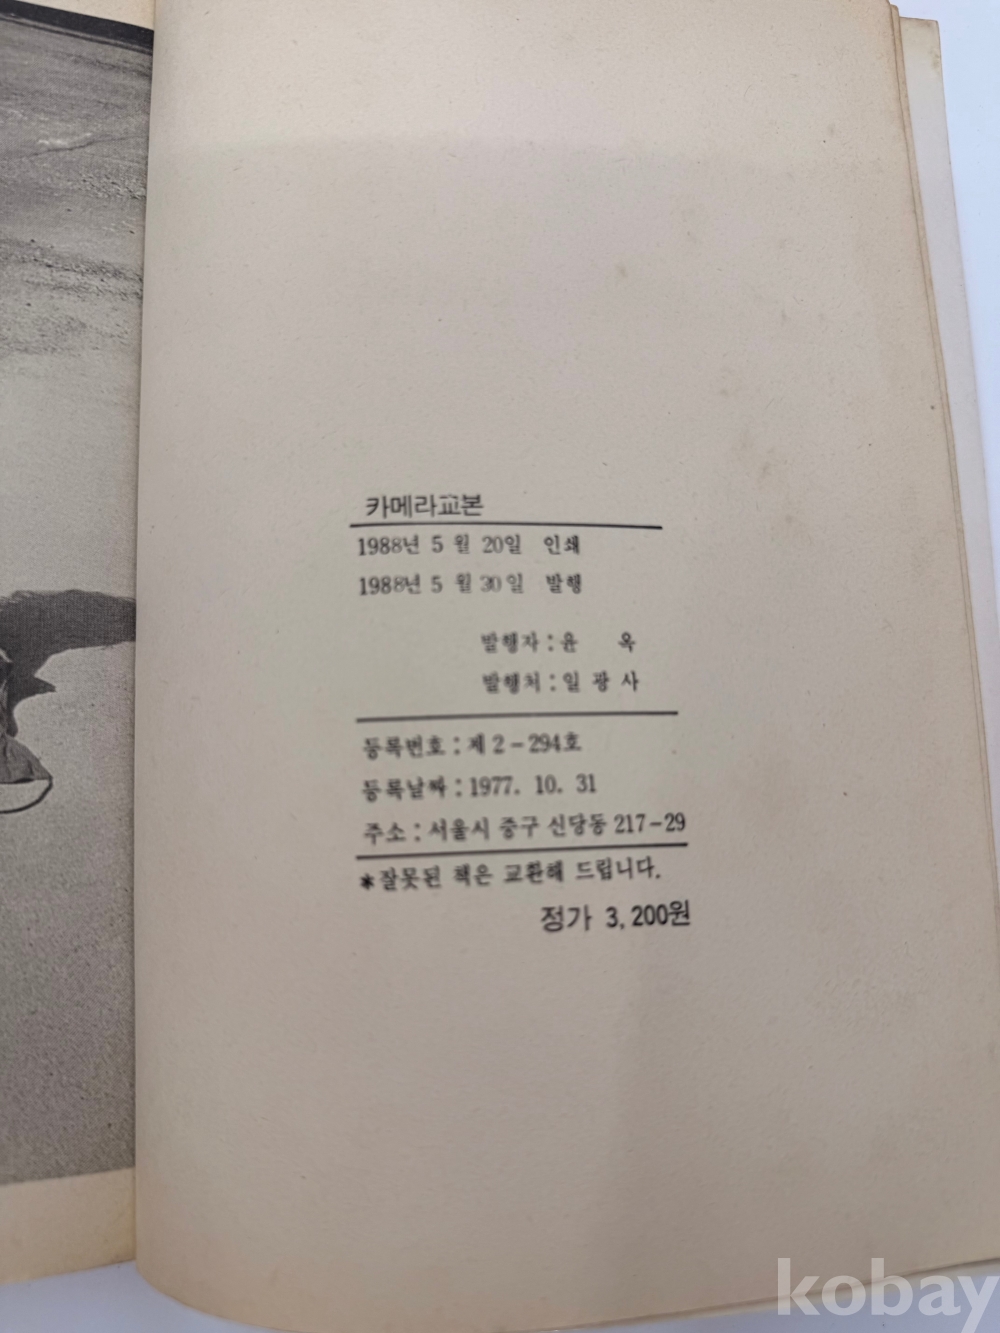 카메라교본
1988년 5 월 20일 인쇄
1988년 5 월 30일 발행
발행자 : 윤 옥
발행처 : 일 광 사
등록번호 : 제 2 - 294호
등록날짜 : 1977. 10. 31
주소 : 서울시 중구 신당동 217-29
*잘못된 책은 교환해 드립니다.
정가 3,200원
kobay